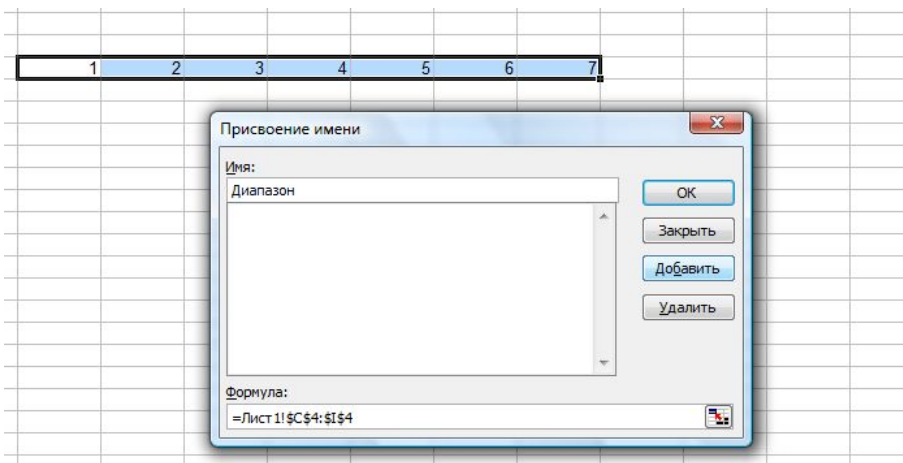 1 2 3 4 5 6 7
Присвоение имени
Имя:
Диапазон
ОК
Закрыть
Добавить
Удалить
Формула:
=Лист1!$C$4:$I$4